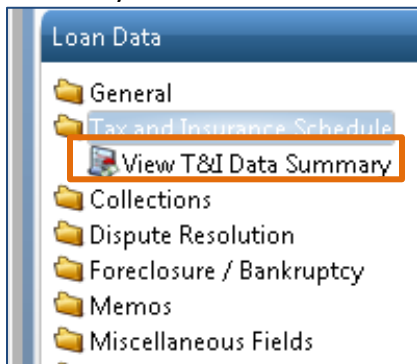 Loan Data
General
Tax and Insurance Schedule
View T&I Data Summary
Collections
Dispute Resolution
Foreclosure / Bankruptcy
Memos
Miscellaneous Fields